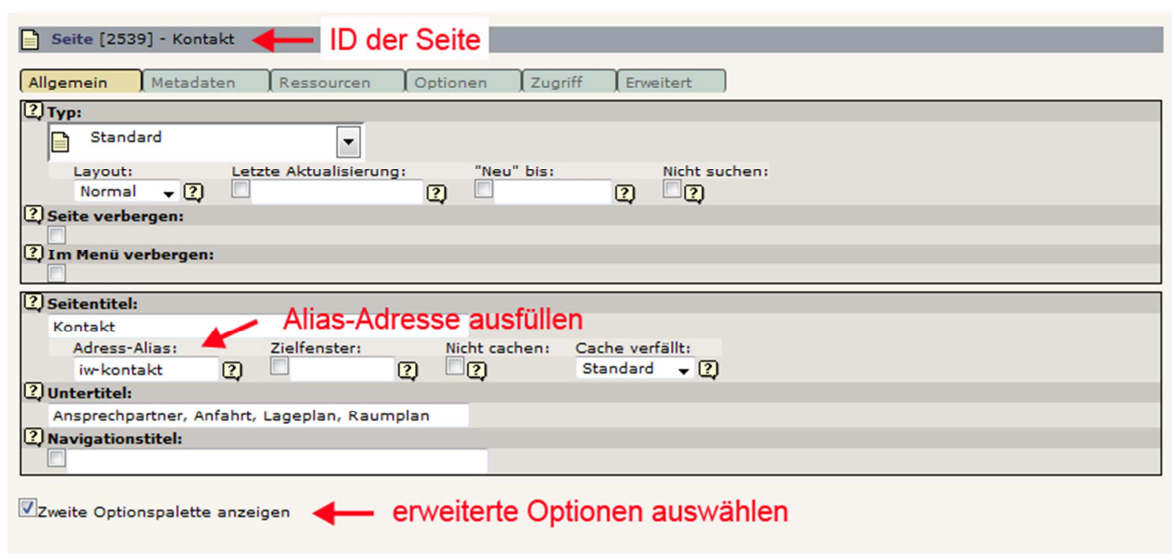 Seite [2539] - Kontakt ID der Seite
Allgemein Metadaten Ressourcen Optionen Zugriff Erweitert
? Typ:
Standard
Layout: Letzte Aktualisierung: "Neu" bis: Nicht suchen:
Normal ? ? ? ?
? Seite verbergen:
? Im Menü verbergen:
? Seitentitel:
Kontakt Alias-Adresse ausfüllen
Adress-Alias: Zielfenster: Nicht cachen: Cache verfällt:
iw-kontakt ? ? ? Standard ?
? Untertitel:
Ansprechpartner, Anfahrt, Lageplan, Raumplan
? Navigationstitel:
Zweite Optionspalette anzeigen erweiterte Optionen auswählen